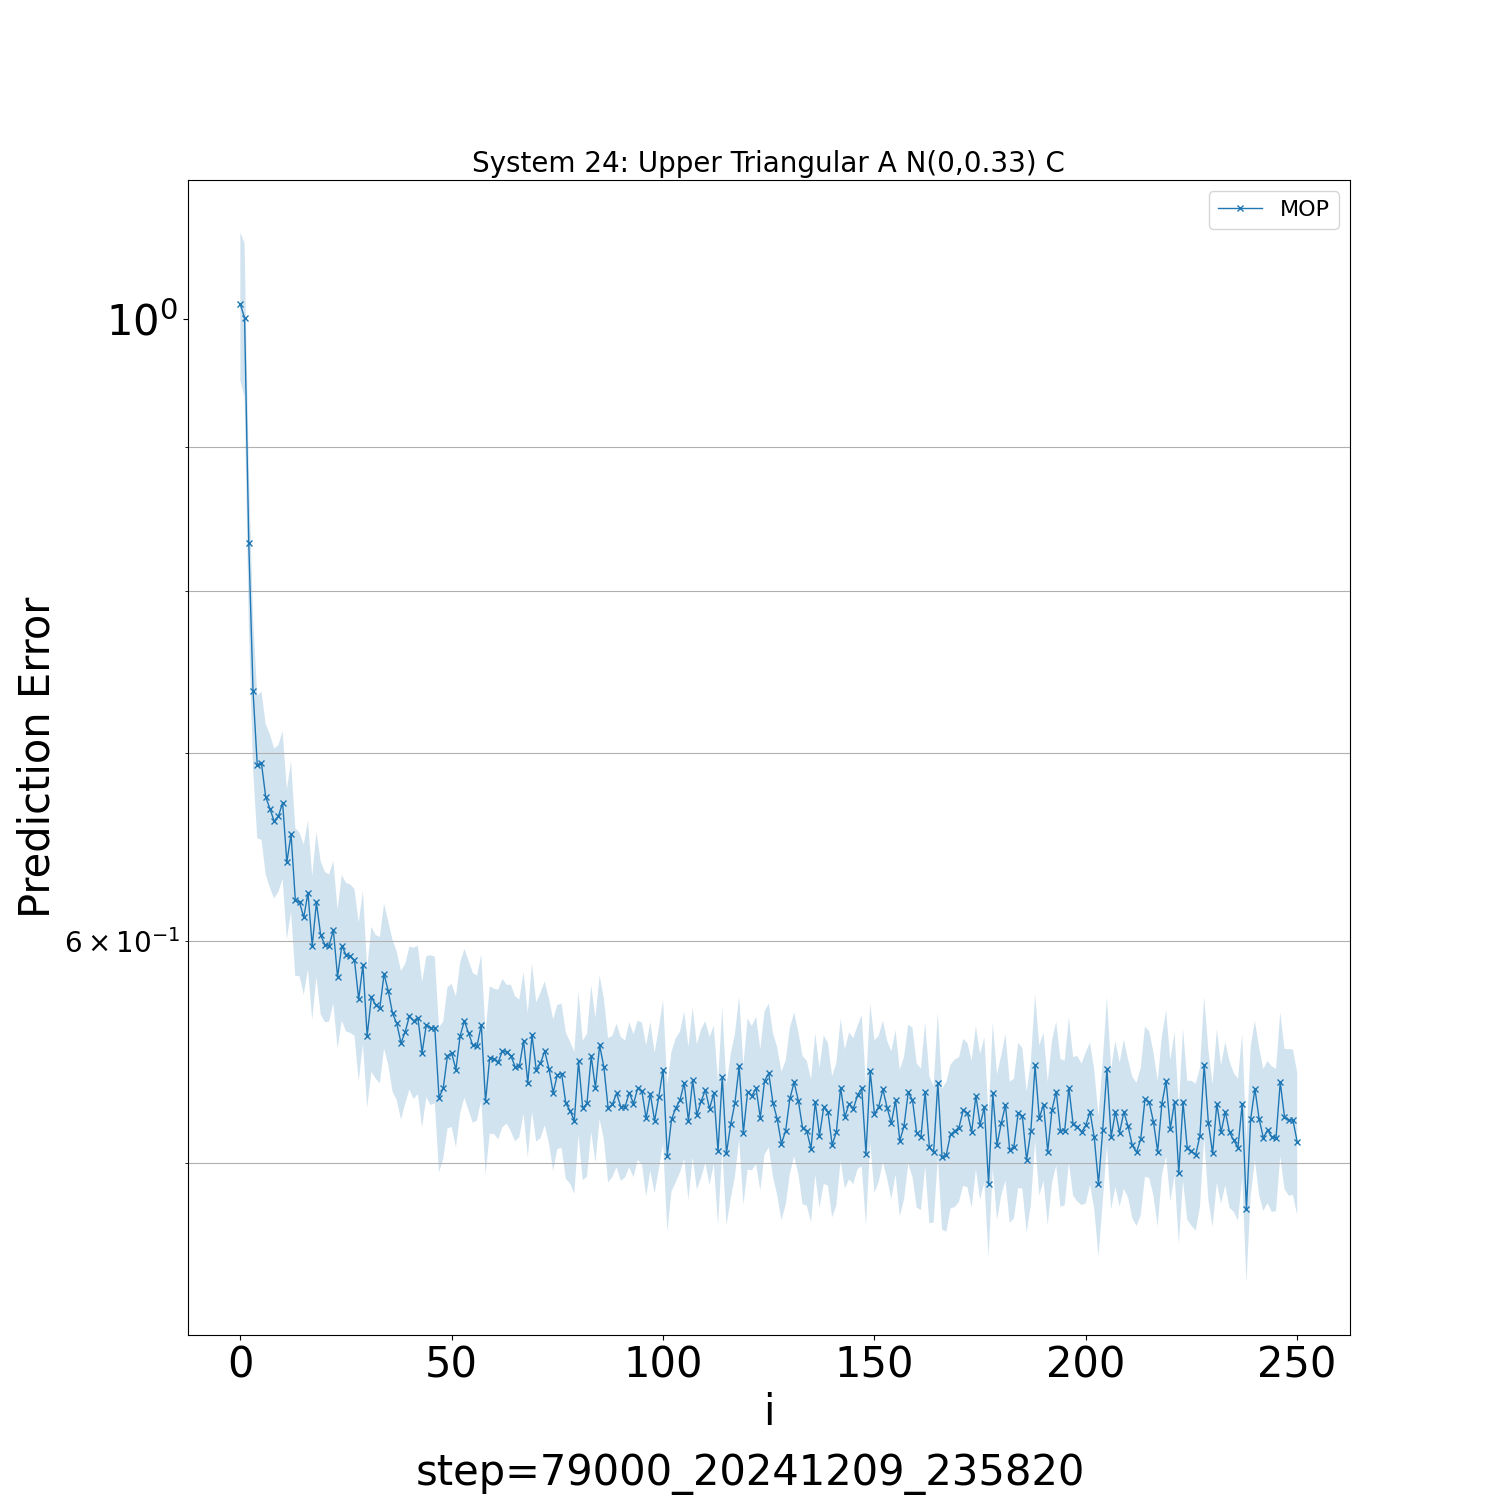 System 24: Upper Triangular A N(0,0.33) C
MOP
10⁰
6 × 10⁻¹
Prediction Error
0 50 100 150 200 250
i
step=79000_20241209_235820